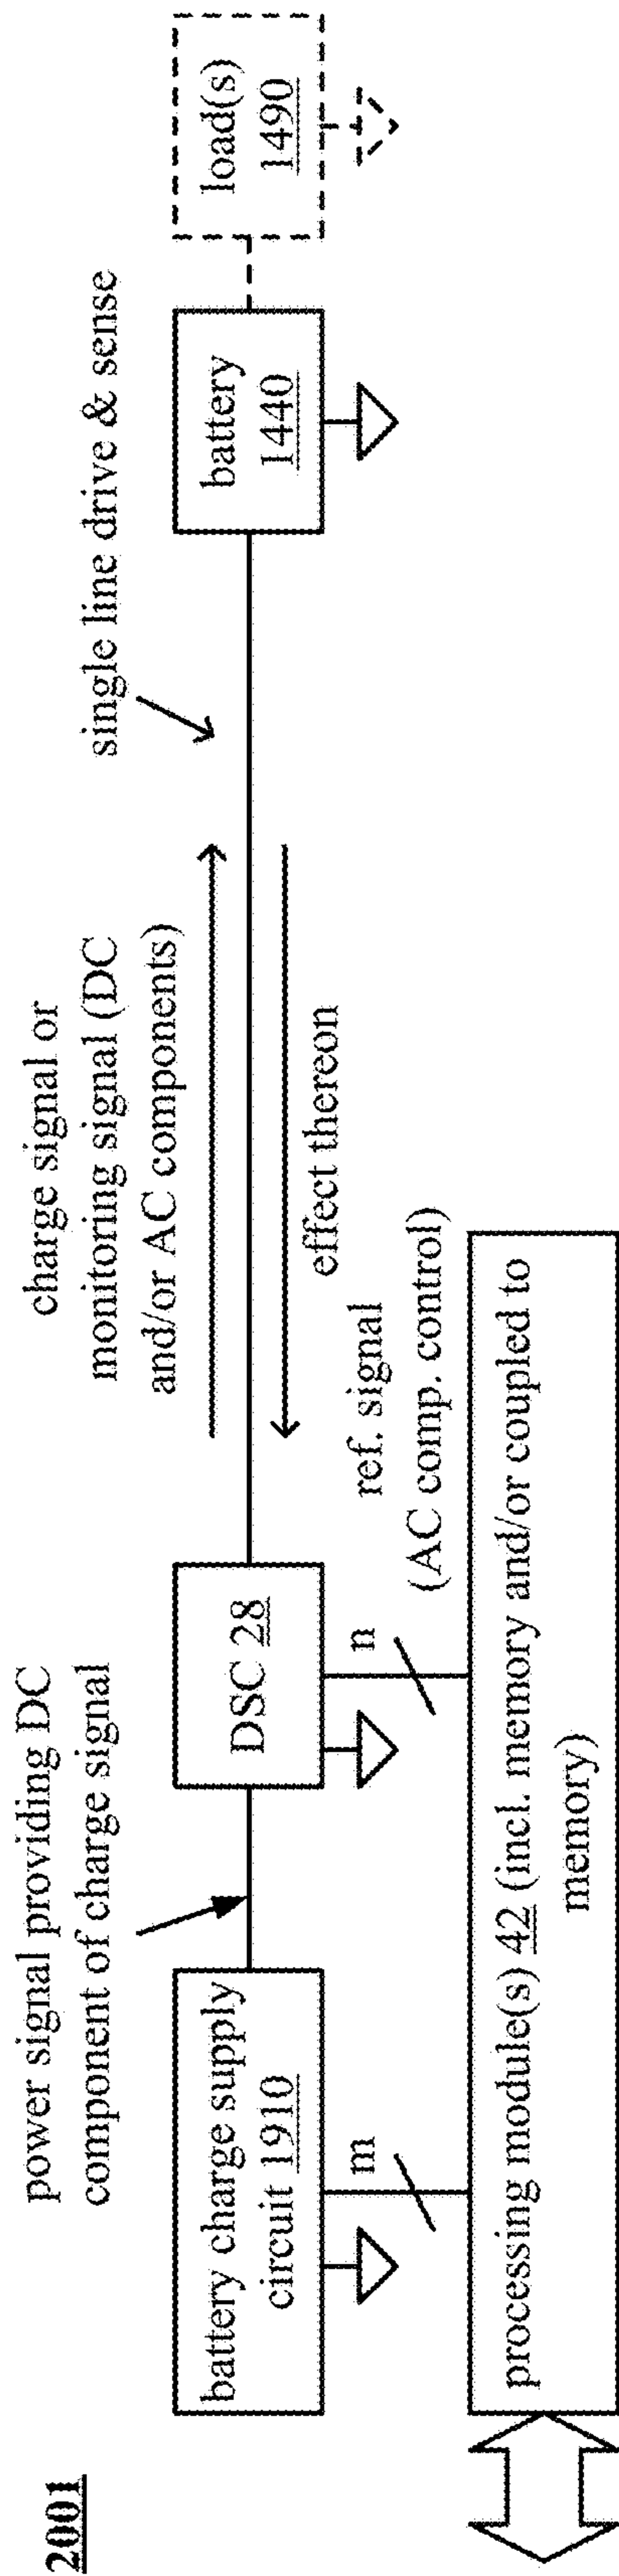 2001
power signal providing DC
component of charge signal
charge signal or
monitoring signal (DC
and/or AC components)
single line drive & sense
battery charge supply
circuit 1910
DSC 28
battery
1440
load(s)
1490
effect thereon
ref. signal
(AC comp. control)
m
n
processing module(s) 42 (incl. memory and/or coupled to
memory)